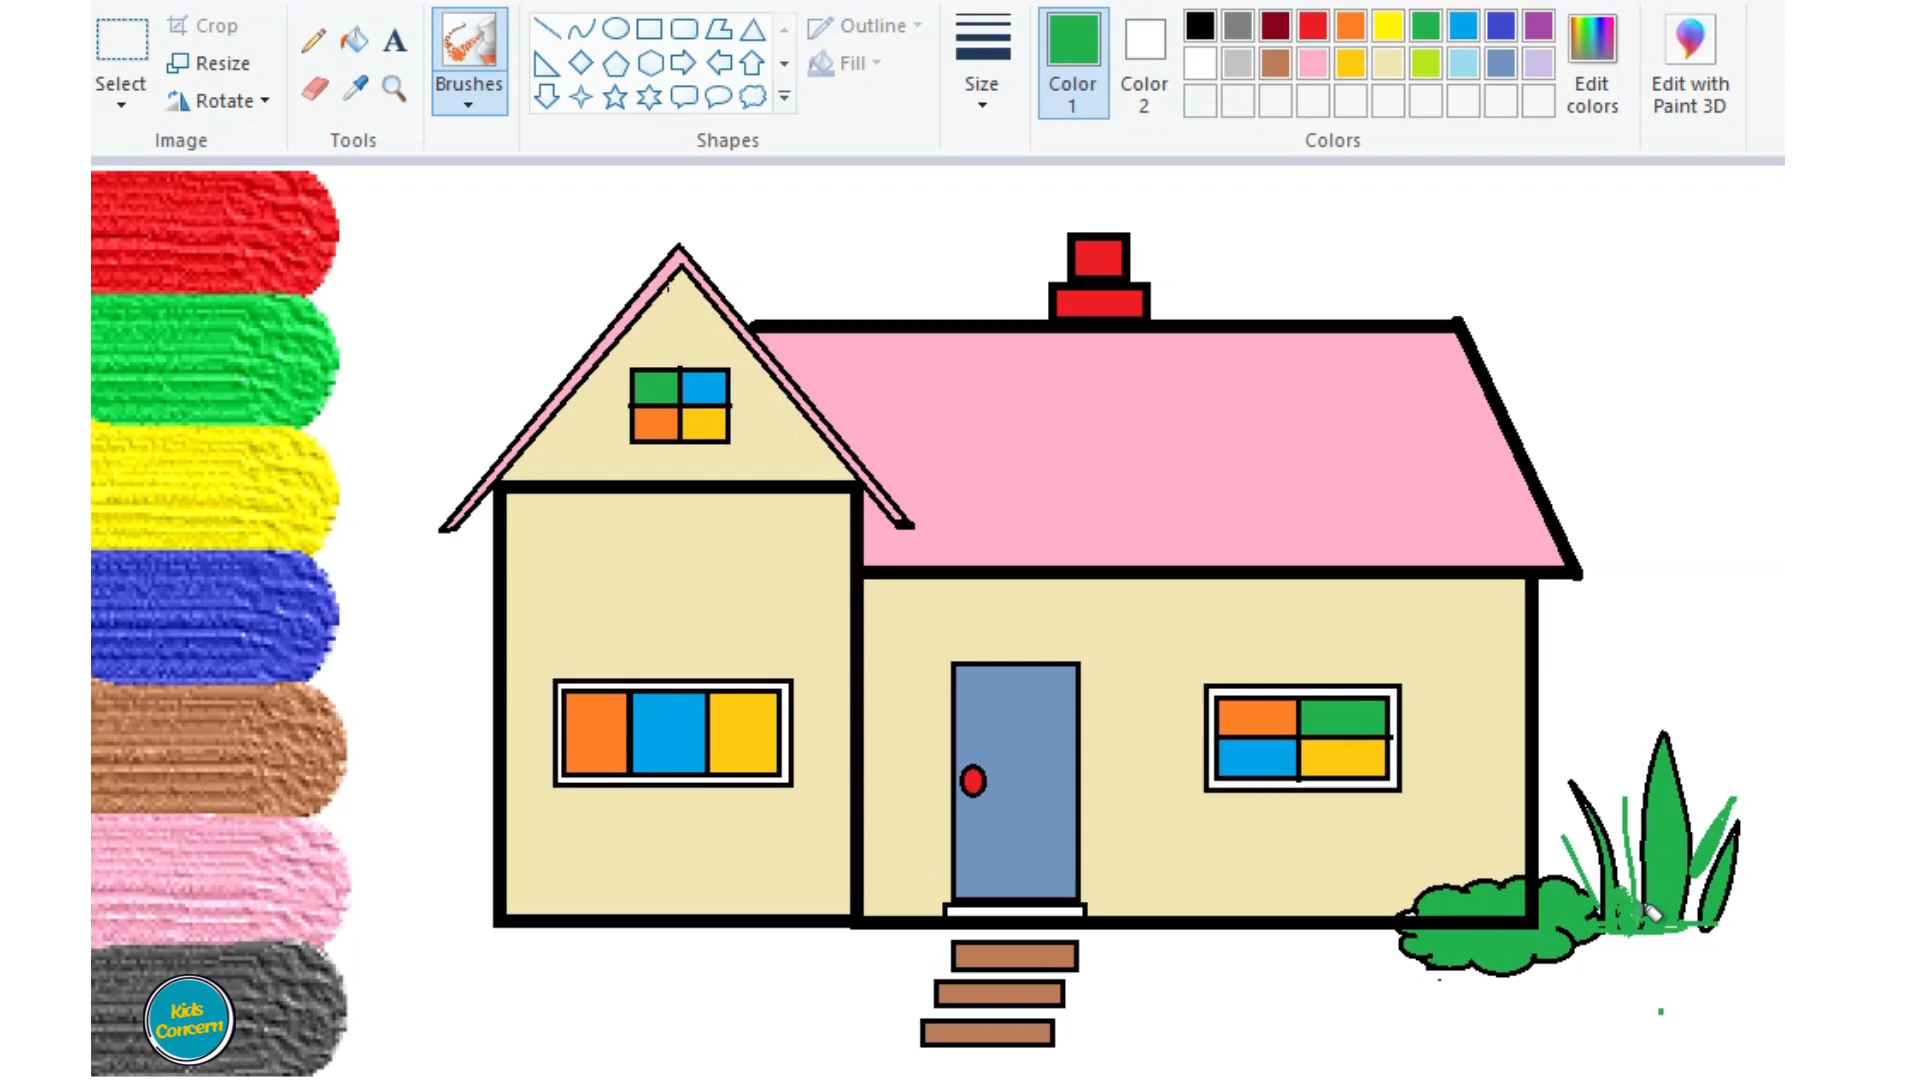 Crop
Resize
Rotate
Select
Image
A
Tools
Brushes
Shapes
Outline
Fill
Size
Color
1
Color
2
Colors
Edit
colors
Edit with
Paint 3D
Kids
Concern